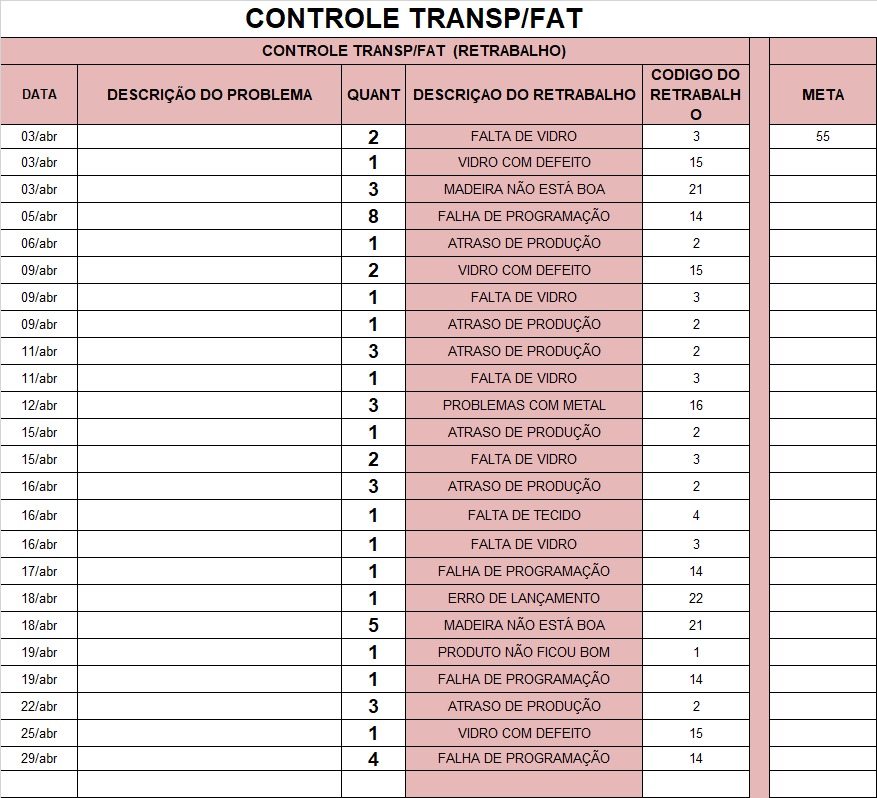 CONTROLE TRANSP/FAT
CONTROLE TRANSP/FAT (RETRABALHO)
DATA DESCRIÇÃO DO PROBLEMA QUANT DESCRIÇAO DO RETRABALHO CODIGO DO RETRABALH O META
03/abr 2 FALTA DE VIDRO 3 55
03/abr 1 VIDRO COM DEFEITO 15
03/abr 3 MADEIRA NÃO ESTÁ BOA 21
05/abr 8 FALHA DE PROGRAMAÇÃO 14
06/abr 1 ATRASO DE PRODUÇÃO 2
09/abr 2 VIDRO COM DEFEITO 15
09/abr 1 FALTA DE VIDRO 3
09/abr 1 ATRASO DE PRODUÇÃO 2
11/abr 3 ATRASO DE PRODUÇÃO 2
11/abr 1 FALTA DE VIDRO 3
12/abr 3 PROBLEMAS COM METAL 16
15/abr 1 ATRASO DE PRODUÇÃO 2
15/abr 2 FALTA DE VIDRO 3
16/abr 3 ATRASO DE PRODUÇÃO 2
16/abr 1 FALTA DE TECIDO 4
16/abr 1 FALTA DE VIDRO 3
17/abr 1 FALHA DE PROGRAMAÇÃO 14
18/abr 1 ERRO DE LANÇAMENTO 22
18/abr 5 MADEIRA NÃO ESTÁ BOA 21
19/abr 1 PRODUTO NÃO FICOU BOM 1
19/abr 1 FALHA DE PROGRAMAÇÃO 14
22/abr 3 ATRASO DE PRODUÇÃO 2
25/abr 1 VIDRO COM DEFEITO 15
29/abr 4 FALHA DE PROGRAMAÇÃO 14